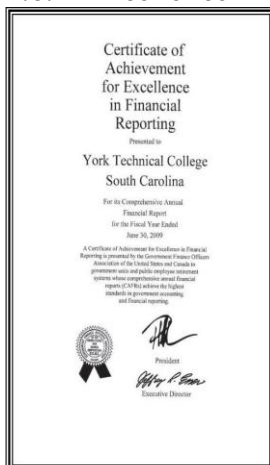 Certificate of
Achievement
for Excellence
in Financial
Reporting
Presented to
York Technical College
South Carolina
For its Comprehensive Annual
Financial Report
for the Fiscal Year Ended
June 30, 2009
A Certificate of Achievement for Excellence in Financial
Reporting is presented by the Government Finance Officers
Association of the United States and Canada to
government units and public employee retirement
systems whose comprehensive annual financial
reports (CAFRs) achieve the highest
standards in government accounting
and financial reporting.
President
Jeffrey R. Enos
Executive Director